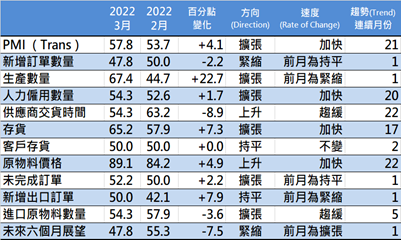 2022 3月 2022 2月 百分點變化 方向(Direction) 速度(Rate of Change) 趨勢(Trend)連續月份
PMI（Trans） 57.8 53.7 +4.1 擴張 加快 21
新增訂單數量 47.8 50.0 -2.2 緊縮 前月為持平 1
生產數量 67.4 44.7 +22.7 擴張 前月為緊縮 1
人力僱用數量 54.3 52.6 +1.7 擴張 加快 20
供應商交貨時間 54.3 63.2 -8.9 上升 趨緩 22
存貨 65.2 57.9 +7.3 擴張 加快 17
客戶存貨 50.0 50.0 +0.0 持平 不變 2
原物料價格 89.1 84.2 +4.9 上升 加快 22
未完成訂單 52.2 50.0 +2.2 擴張 前月為持平 1
新增出口訂單 50.0 42.1 +7.9 持平 前月為緊縮 1
進口原物料數量 54.3 57.9 -3.6 擴張 趨緩 5
未來六個月展望 47.8 55.3 -7.5 緊縮 前月為擴張 1